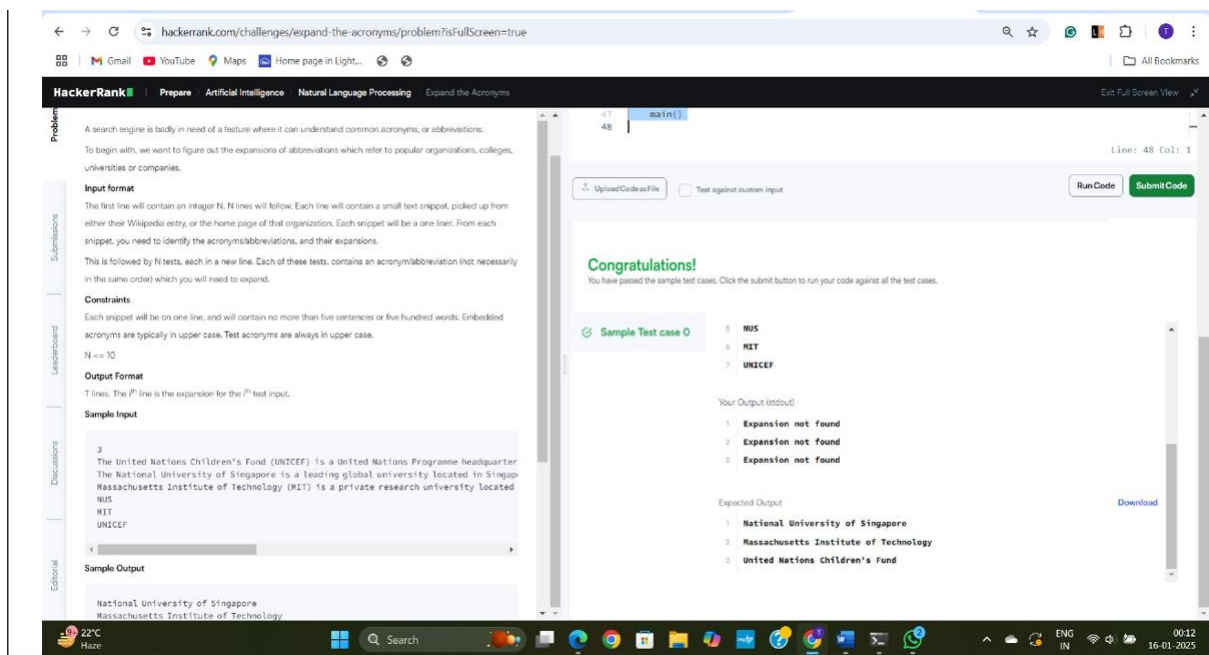 hackerrank.com/challenges/expand-the-acronyms/problem?isFullScreen=true
Gmail YouTube Maps Home page in Light... All Bookmarks
HackerRank Prepare Artificial Intelligence Natural Language Processing Expand the Acronyms Exit Full Screen View
Problem
Submissions
Leaderboard
Discussions
Editorial
A search engine is badly in need of a feature where it can understand common acronyms, or abbreviations.
To begin with, we want to figure out the expansions of abbreviations which refer to popular organizations, colleges,
universities or companies.
Input format
The first line will contain an integer N. N lines will follow. Each line will contain a small text snippet, picked up from
either their Wikipedia entry, or the home page of that organization. Each snippet will be a one liner. From each
snippet, you need to identify the acronyms/abbreviations, and their expansions.
This is followed by N tests, each in a new line. Each of these tests, contains an acronym/abbreviation (not necessarily
in the same order) which you will need to expand.
Constraints
Each snippet will be on one line, and will contain no more than five sentences or five hundred words. Embedded
acronyms are typically in upper case. Test acronyms are always in upper case.
N <= 10
Output Format
T lines. The ith line is the expansion for the ith test input.
Sample Input
3
The United Nations Children's Fund (UNICEF) is a United Nations Programme headquarter
The National University of Singapore is a leading global university located in Singap
Massachusetts Institute of Technology (MIT) is a private research university located
NUS
MIT
UNICEF
Sample Output
National University of Singapore
Massachusetts Institute of Technology
47 main()
48
Line: 48 Col: 1
Upload Code as File Test against custom input Run Code Submit Code
Congratulations!
You have passed the sample test cases. Click the submit button to run your code against all the test cases.
Sample Test case 0
5 NUS
6 MIT
7 UNICEF
Your Output (stdout)
1 Expansion not found
2 Expansion not found
3 Expansion not found
Expected Output Download
1 National University of Singapore
2 Massachusetts Institute of Technology
3 United Nations Children's Fund
22°C
Haze
Search
ENG
IN
00:12
16-01-2025